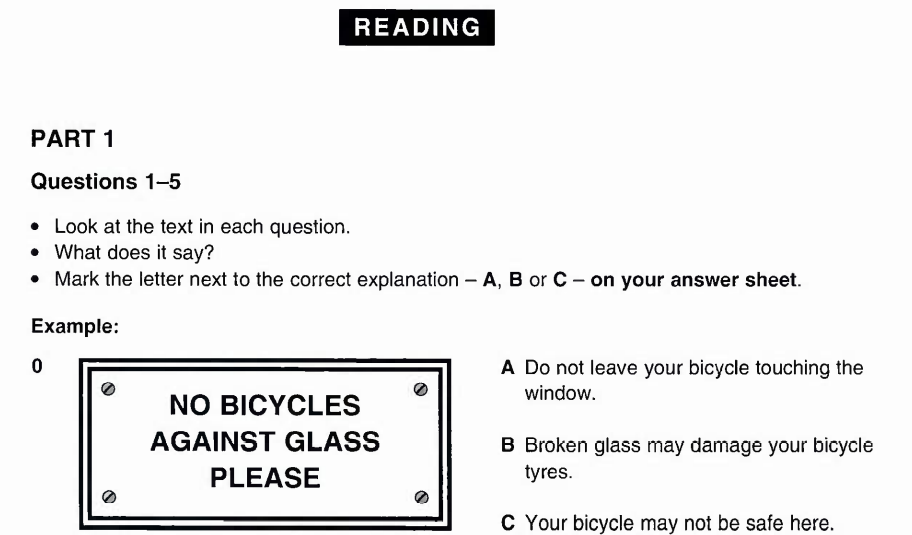 READING
PART 1
Questions 1–5
• Look at the text in each question.
• What does it say?
• Mark the letter next to the correct explanation – A, B or C – on your answer sheet.
Example:
0
NO BICYCLES
AGAINST GLASS
PLEASE
A Do not leave your bicycle touching the
window.
B Broken glass may damage your bicycle
tyres.
C Your bicycle may not be safe here.